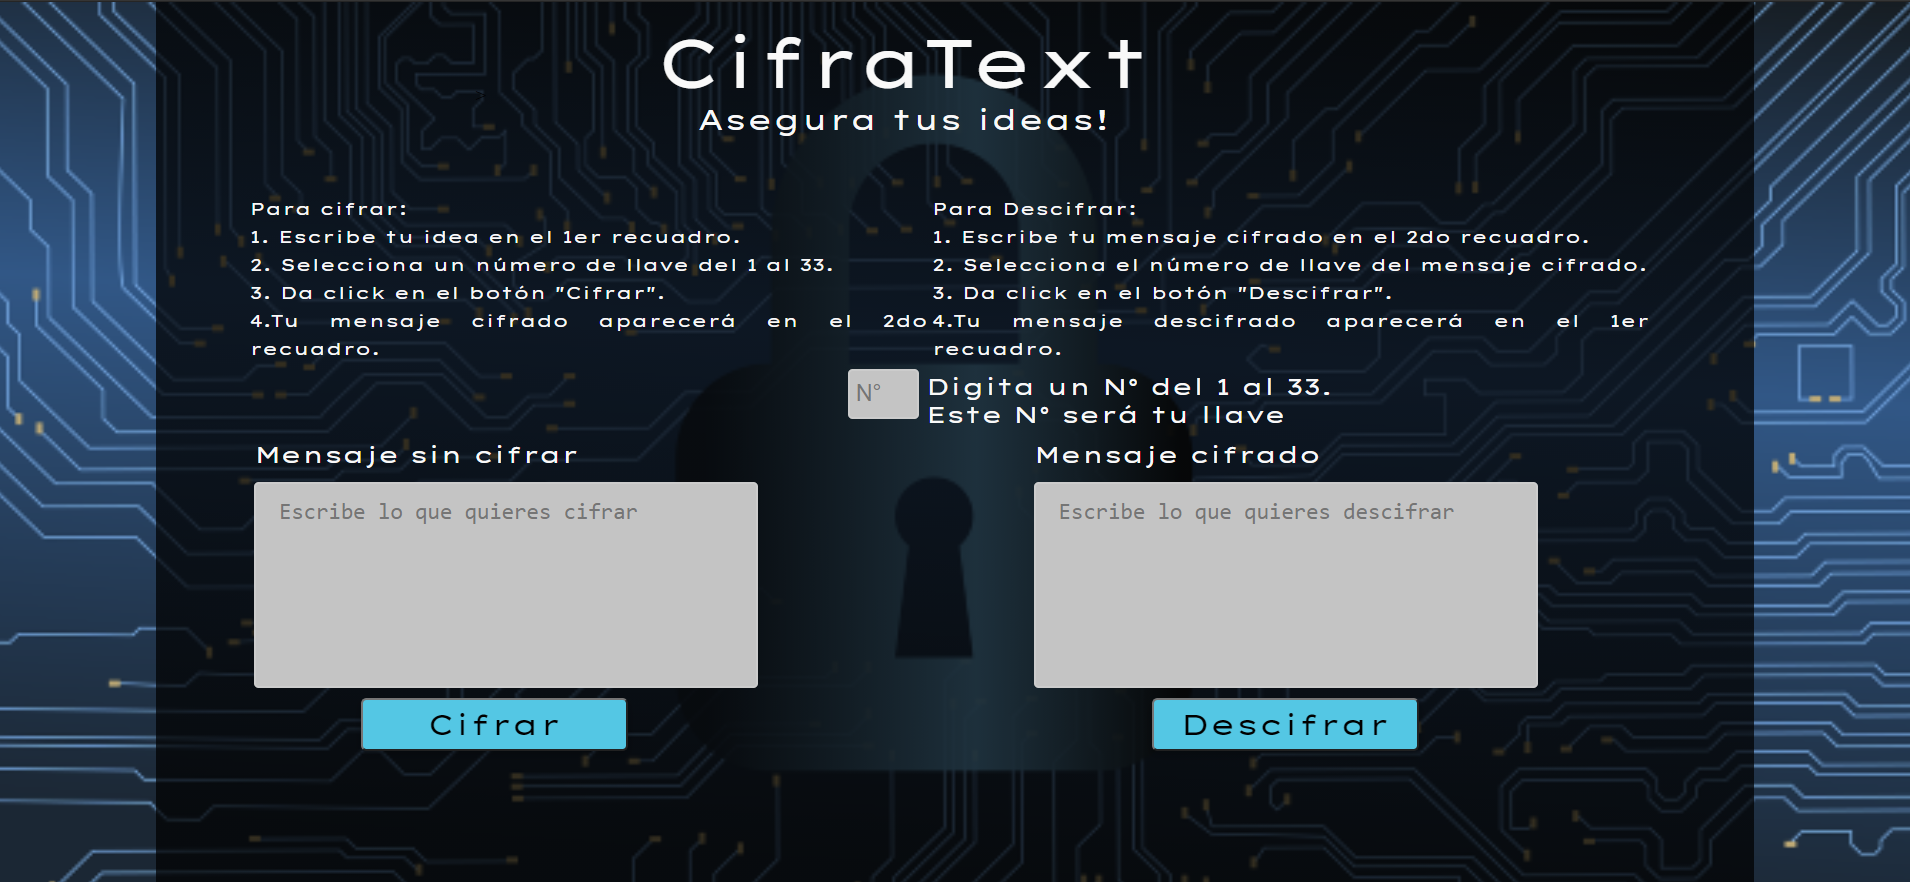 CifraText
Asegura tus ideas!
Para cifrar:
1. Escribe tu idea en el 1er recuadro.
2. Selecciona un número de llave del 1 al 33.
3. Da click en el botón "Cifrar".
4.Tu mensaje cifrado aparecerá en el 2do
recuadro.
Para Descifrar:
1. Escribe tu mensaje cifrado en el 2do recuadro.
2. Selecciona el número de llave del mensaje cifrado.
3. Da click en el botón "Descifrar".
4.Tu mensaje descifrado aparecerá en el 1er
recuadro.
N°
Digita un N° del 1 al 33.
Este N° será tu llave
Mensaje sin cifrar
Escribe lo que quieres cifrar
Cifrar
Mensaje cifrado
Escribe lo que quieres descifrar
Descifrar